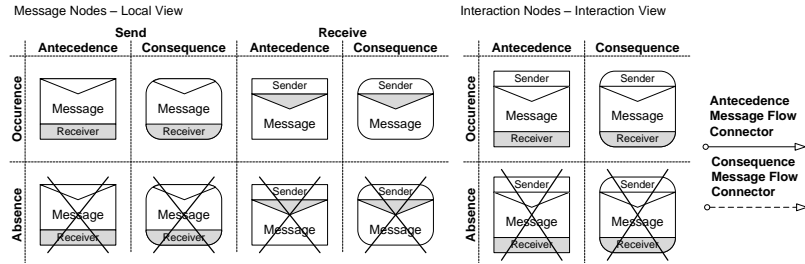 Message Nodes – Local View
Interaction Nodes – Interaction View
Send
Receive
Antecedence
Consequence
Antecedence
Consequence
Antecedence
Consequence
Occurence
Message
Receiver
Message
Receiver
Sender
Message
Sender
Message
Occurence
Sender
Message
Receiver
Sender
Message
Receiver
Antecedence
Message Flow
Connector
Consequence
Message Flow
Connector
Absence
Message
Receiver
Message
Receiver
Sender
Message
Sender
Message
Absence
Sender
Message
Receiver
Sender
Message
Receiver